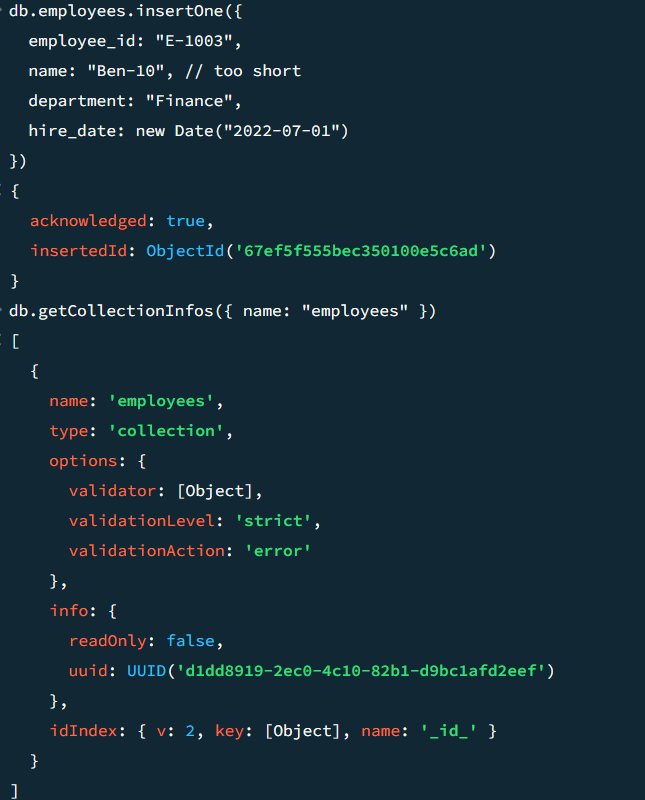 db.employees.insertOne({
employee_id: "E-1003",
name: "Ben-10", // too short
department: "Finance",
hire_date: new Date("2022-07-01")
})
{
acknowledged: true,
insertedId: ObjectId('67ef5f555bec350100e5c6ad')
}
db.getCollectionInfos({ name: "employees" })
[
{
name: 'employees',
type: 'collection',
options: {
validator: [Object],
validationLevel: 'strict',
validationAction: 'error'
},
info: {
readOnly: false,
uuid: UUID('d1dd8919-2ec0-4c10-82b1-d9bc1afd2eef')
},
idIndex: { v: 2, key: [Object], name: '_id_' }
}
]